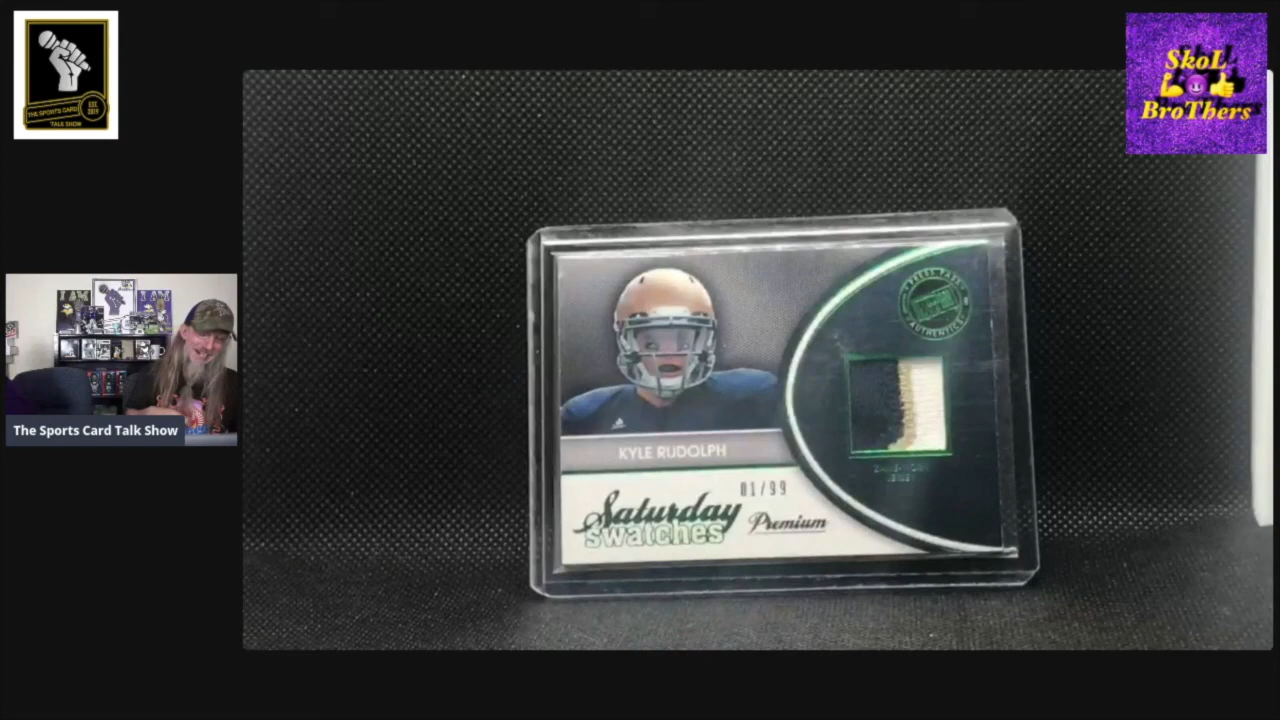 THE SPORTS CARD
EST.
2019
TALK SHOW
SkoL
BroThers
The Sports Card Talk Show
PRESS PASS
AUTHENTICS
KYLE RUDOLPH
01/99
Saturday
Swatches
Premium